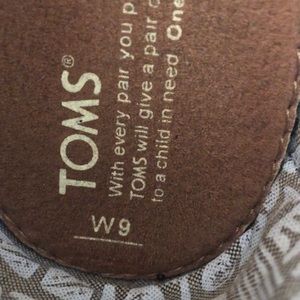 TOMS®
With every pair you p
TOMS will give a pair o
to a child in need. One
W9